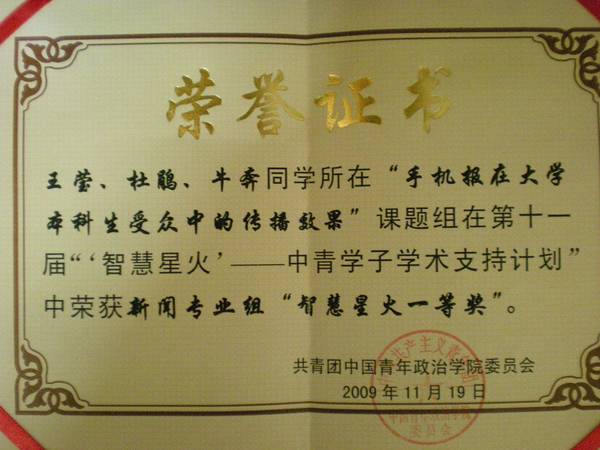 荣誉证书
王莹、杜鹃、牛奔同学所在“手机报在大学
本科生受众中的传播效果”课题组在第十一
届“‘智慧星火’——中青学子学术支持计划”
中荣获新闻专业组“智慧星火一等奖”。
共青团中国青年政治学院委员会
2009年11月19日